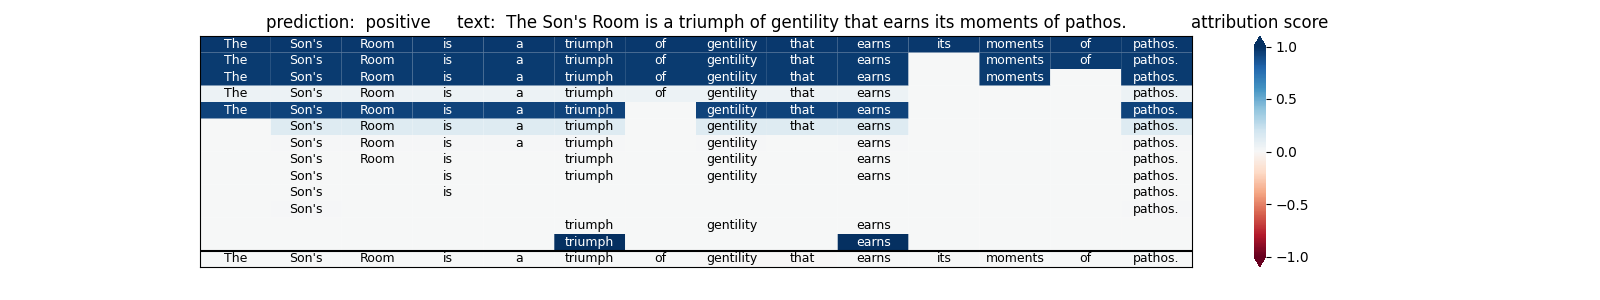 prediction:  positive     text:  The Son's Room is a triumph of gentility that earns its moments of pathos.     attribution score
The Son's Room is a triumph of gentility that earns its moments of pathos. 1.0
The Son's Room is a triumph of gentility that earns moments of pathos.
The Son's Room is a triumph of gentility that earns moments pathos.
The Son's Room is a triumph of gentility that earns pathos. 0.5
The Son's Room is a triumph gentility that earns pathos.
Son's Room is a triumph gentility that earns pathos.
Son's Room is a triumph gentility earns pathos. 0.0
Son's Room is triumph gentility earns pathos.
Son's is triumph gentility earns pathos.
Son's is pathos.
Son's pathos. −0.5
triumph gentility earns
triumph earns
The Son's Room is a triumph of gentility that earns its moments of pathos. −1.0